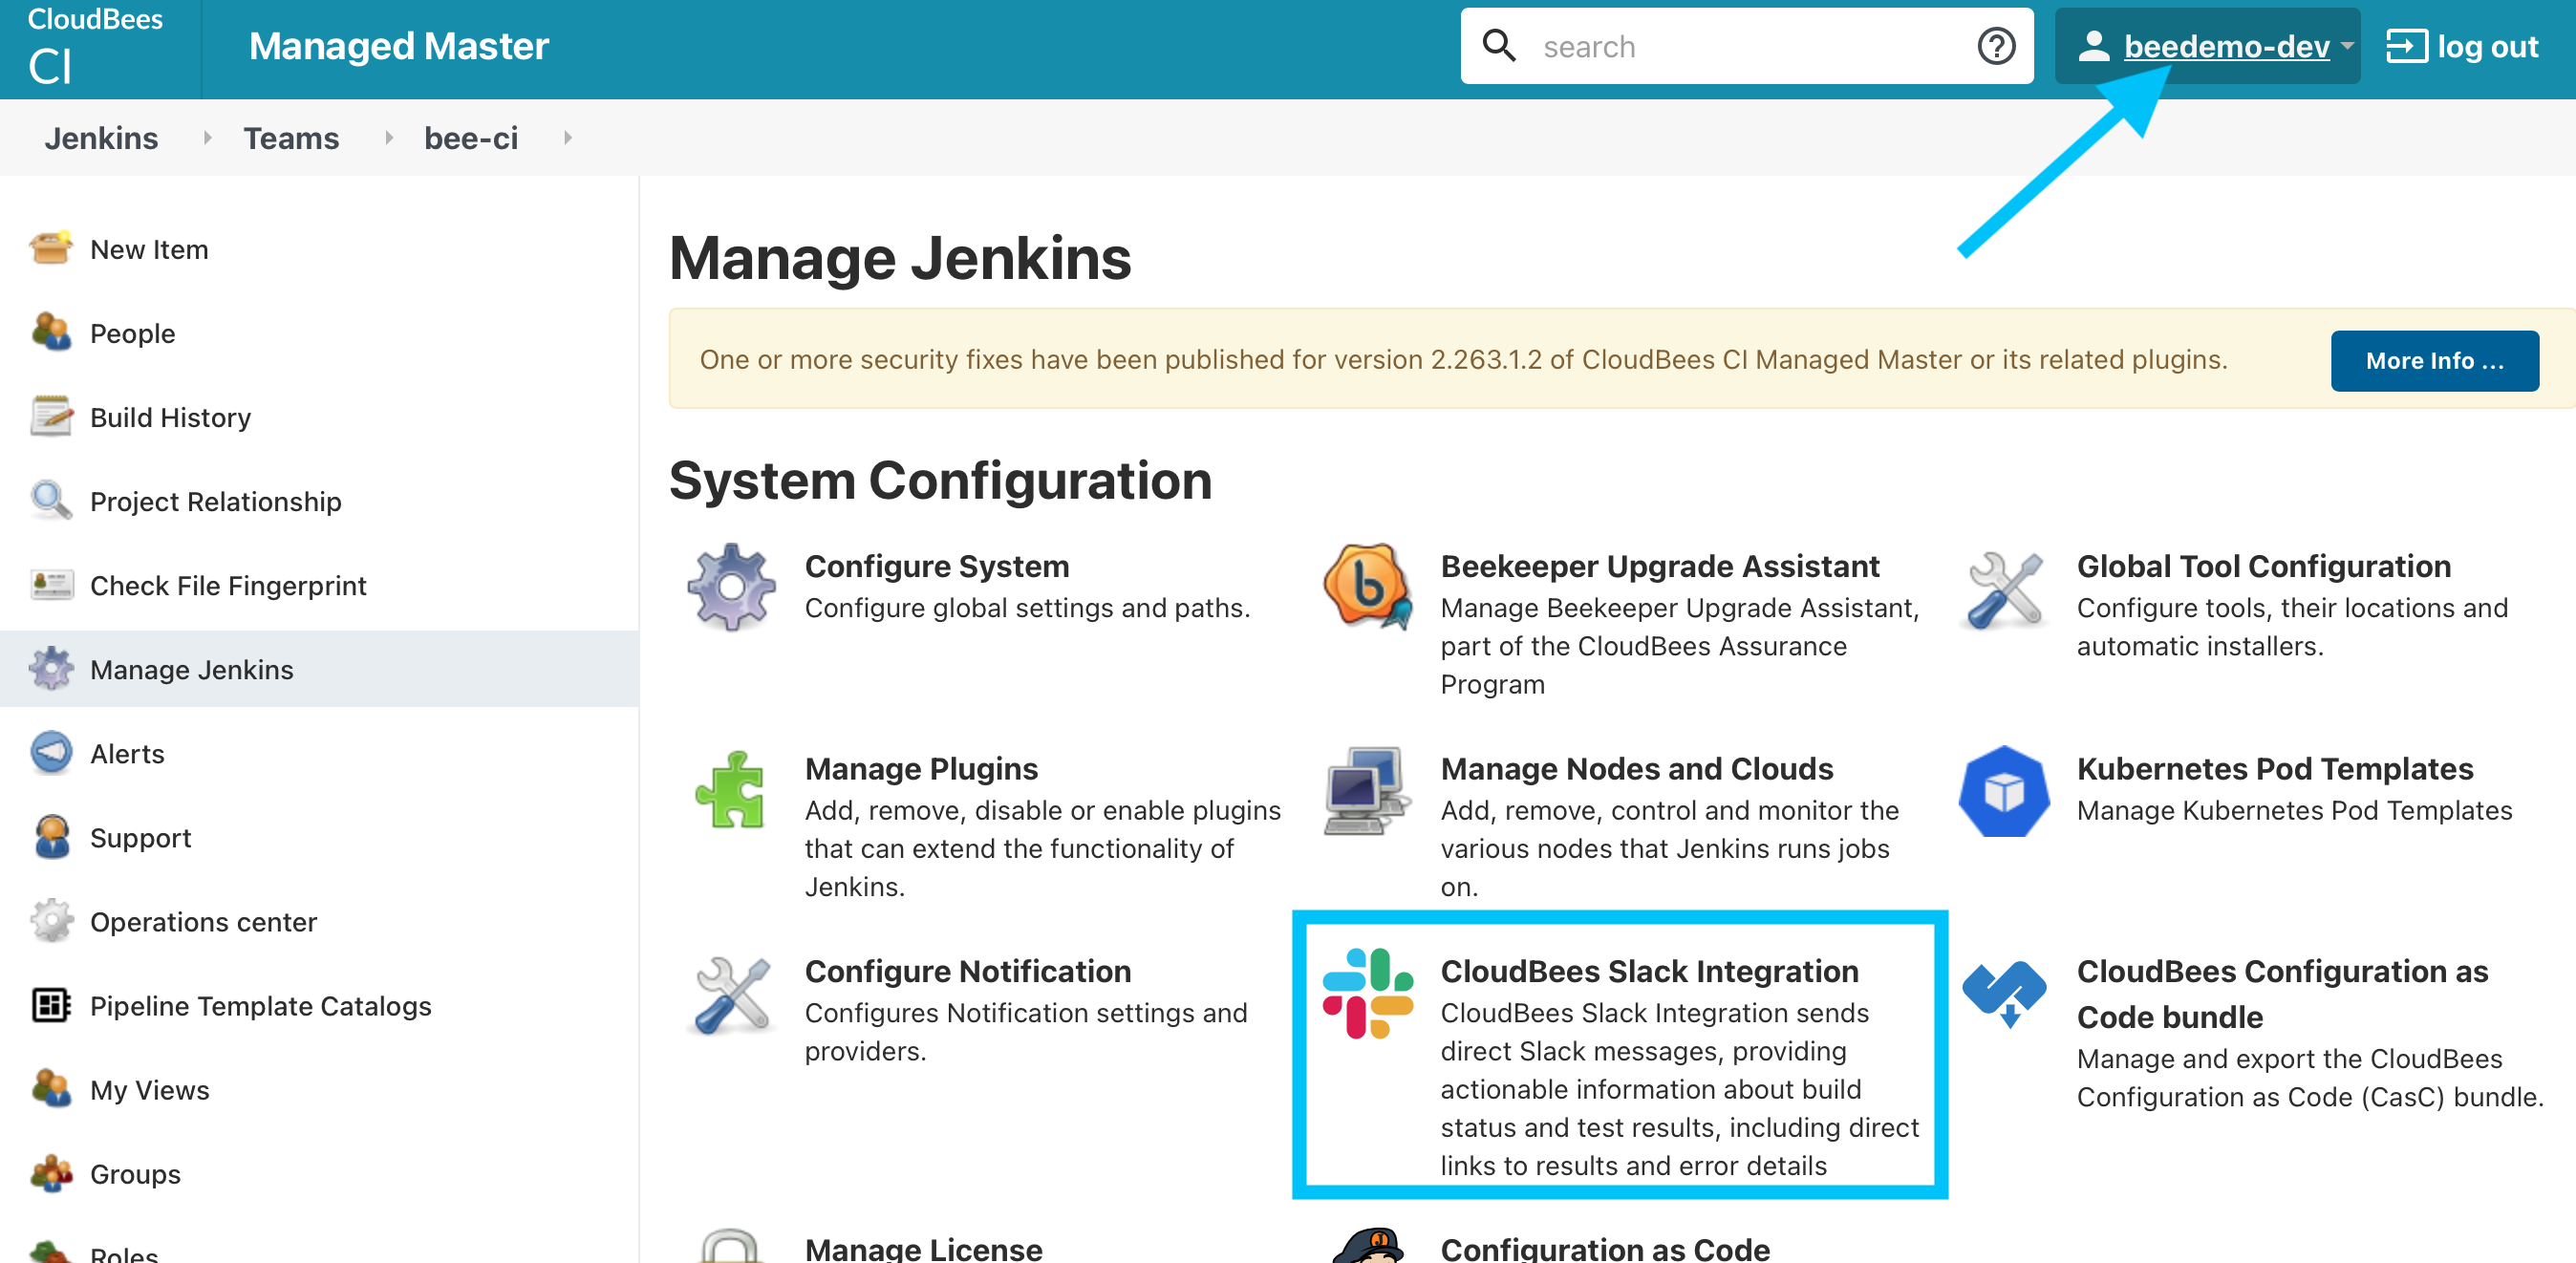 CloudBees
CI
Managed Master
search
beedemo-dev
log out
Jenkins
Teams
bee-ci
New Item
People
Build History
Project Relationship
Check File Fingerprint
Manage Jenkins
Alerts
Support
Operations center
Pipeline Template Catalogs
My Views
Groups
Roles
Manage Jenkins
One or more security fixes have been published for version 2.263.1.2 of CloudBees CI Managed Master or its related plugins.
More Info ...
System Configuration
Configure System
Configure global settings and paths.
Beekeeper Upgrade Assistant
Manage Beekeeper Upgrade Assistant,
part of the CloudBees Assurance
Program
Global Tool Configuration
Configure tools, their locations and
automatic installers.
Manage Plugins
Add, remove, disable or enable plugins
that can extend the functionality of
Jenkins.
Manage Nodes and Clouds
Add, remove, control and monitor the
various nodes that Jenkins runs jobs
on.
Kubernetes Pod Templates
Manage Kubernetes Pod Templates
Configure Notification
Configures Notification settings and
providers.
CloudBees Slack Integration
CloudBees Slack Integration sends
direct Slack messages, providing
actionable information about build
status and test results, including direct
links to results and error details
CloudBees Configuration as
Code bundle
Manage and export the CloudBees
Configuration as Code (CasC) bundle.
Manage License
Configuration as Code